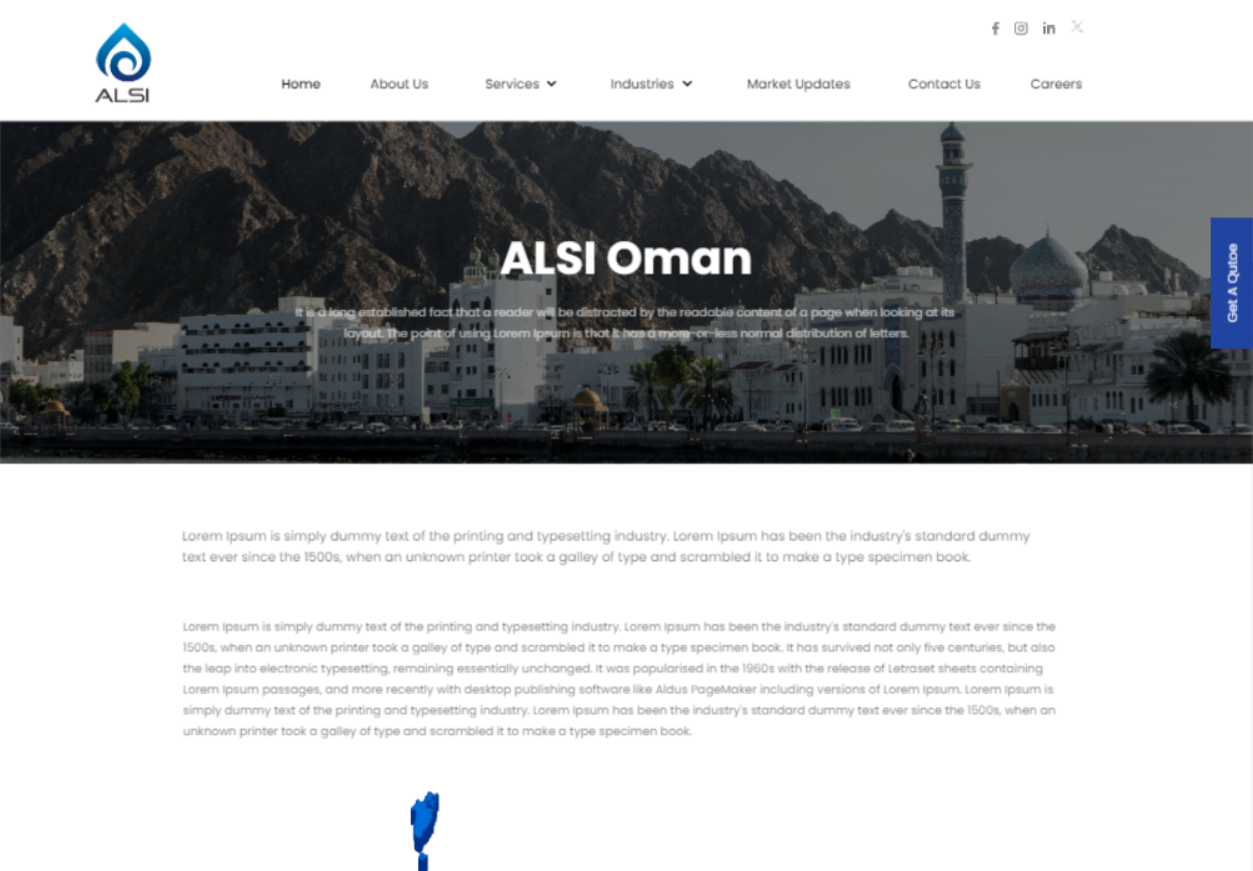 ALSI
Home About Us Services Industries Market Updates Contact Us Careers
ALSI Oman
It is a long established fact that a reader will be distracted by the readable content of a page when looking at its
layout. The point of using Lorem Ipsum is that it has a more-or-less normal distribution of letters.
Get A Qutoe
Lorem Ipsum is simply dummy text of the printing and typesetting industry. Lorem Ipsum has been the industry's standard dummy
text ever since the 1500s, when an unknown printer took a galley of type and scrambled it to make a type specimen book.
Lorem Ipsum is simply dummy text of the printing and typesetting industry. Lorem Ipsum has been the industry's standard dummy text ever since the
1500s, when an unknown printer took a galley of type and scrambled it to make a type specimen book. It has survived not only five centuries, but also
the leap into electronic typesetting, remaining essentially unchanged. It was popularised in the 1960s with the release of Letraset sheets containing
Lorem Ipsum passages, and more recently with desktop publishing software like Aldus PageMaker including versions of Lorem Ipsum. Lorem Ipsum is
simply dummy text of the printing and typesetting industry. Lorem Ipsum has been the industry's standard dummy text ever since the 1500s, when an
unknown printer took a galley of type and scrambled it to make a type specimen book.